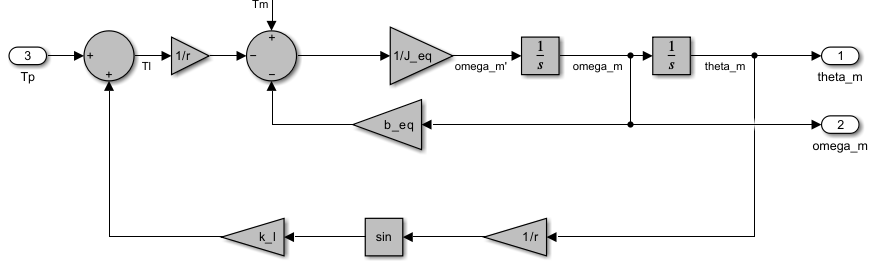 Tm
3
Tp
+
+
Tl
1/r
+
−
−
1/J_eq
omega_m'
1
s
omega_m
1
s
theta_m
1
theta_m
b_eq
2
omega_m
k_l
sin
1/r